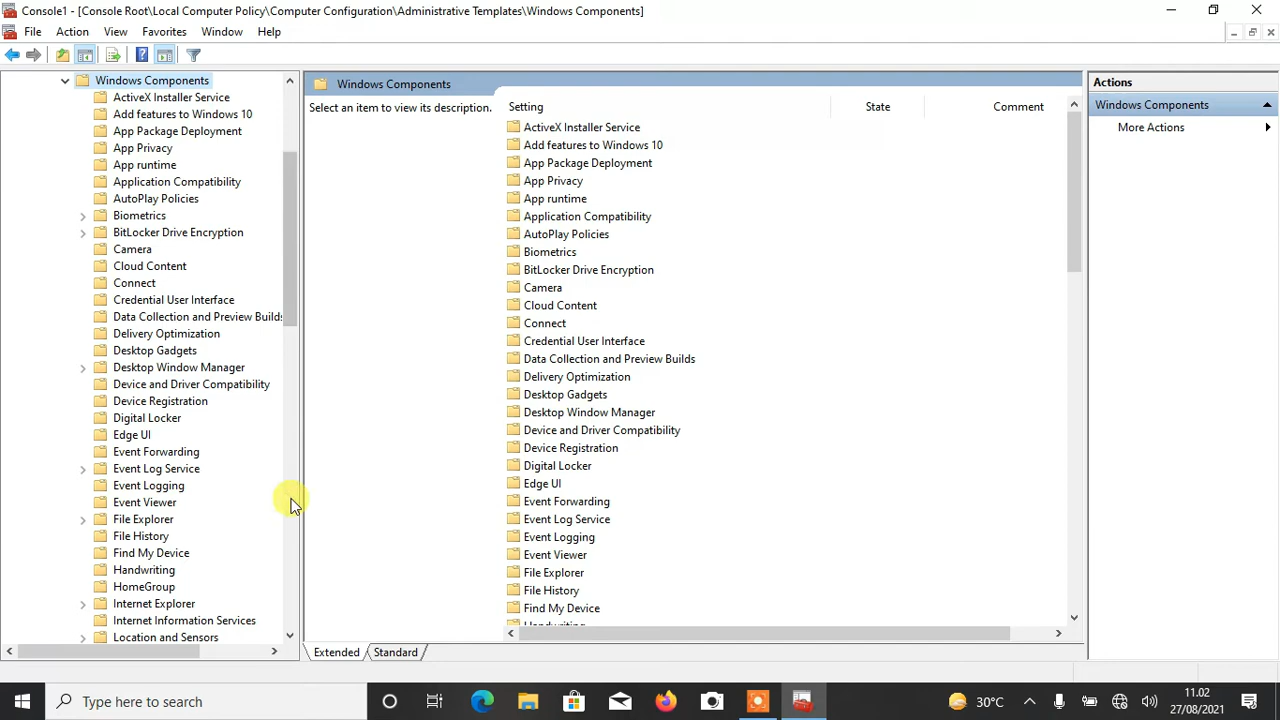 Console1 - [Console Root\Local Computer Policy\Computer Configuration\Administrative Templates\Windows Components]
File Action View Favorites Window Help
Windows Components
ActiveX Installer Service
Add features to Windows 10
App Package Deployment
App Privacy
App runtime
Application Compatibility
AutoPlay Policies
Biometrics
BitLocker Drive Encryption
Camera
Cloud Content
Connect
Credential User Interface
Data Collection and Preview Builds
Delivery Optimization
Desktop Gadgets
Desktop Window Manager
Device and Driver Compatibility
Device Registration
Digital Locker
Edge UI
Event Forwarding
Event Log Service
Event Logging
Event Viewer
File Explorer
File History
Find My Device
Handwriting
HomeGroup
Internet Explorer
Internet Information Services
Location and Sensors
Windows Components
Select an item to view its description.
Setting State Comment
ActiveX Installer Service
Add features to Windows 10
App Package Deployment
App Privacy
App runtime
Application Compatibility
AutoPlay Policies
Biometrics
BitLocker Drive Encryption
Camera
Cloud Content
Connect
Credential User Interface
Data Collection and Preview Builds
Delivery Optimization
Desktop Gadgets
Desktop Window Manager
Device and Driver Compatibility
Device Registration
Digital Locker
Edge UI
Event Forwarding
Event Log Service
Event Logging
Event Viewer
File Explorer
File History
Find My Device
Handwriting
Extended Standard
Actions
Windows Components
More Actions
Type here to search
30°C
11.02
27/08/2021